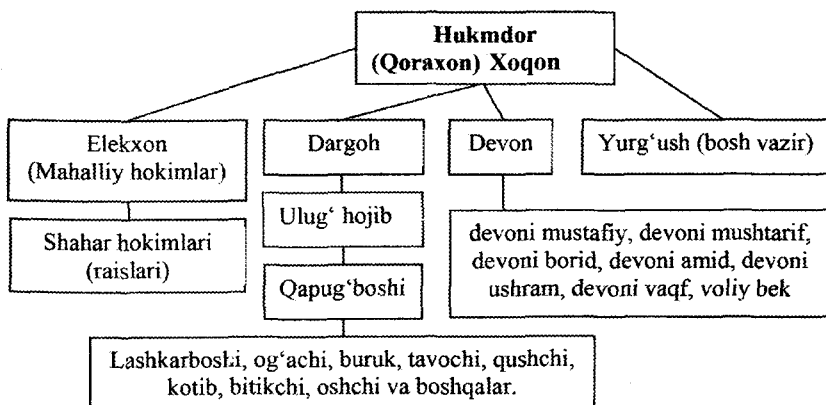 Hukmdor
(Qoraxon) Xoqon
Elekxon
(Mahalliy hokimlar)
Dargoh
Devon
Yurg‘ush (bosh vazir)
Shahar hokimlari
(raislari)
Ulug‘ hojib
Qapug‘boshi
devoni mustafiy, devoni mushtarif,
devoni borid, devoni amid, devoni
ushram, devoni vaqf, voliy bek
Lashkarboshi, og‘achi, buruk, tavochi, qushchi,
kotib, bitikchi, oshchi va boshqalar.